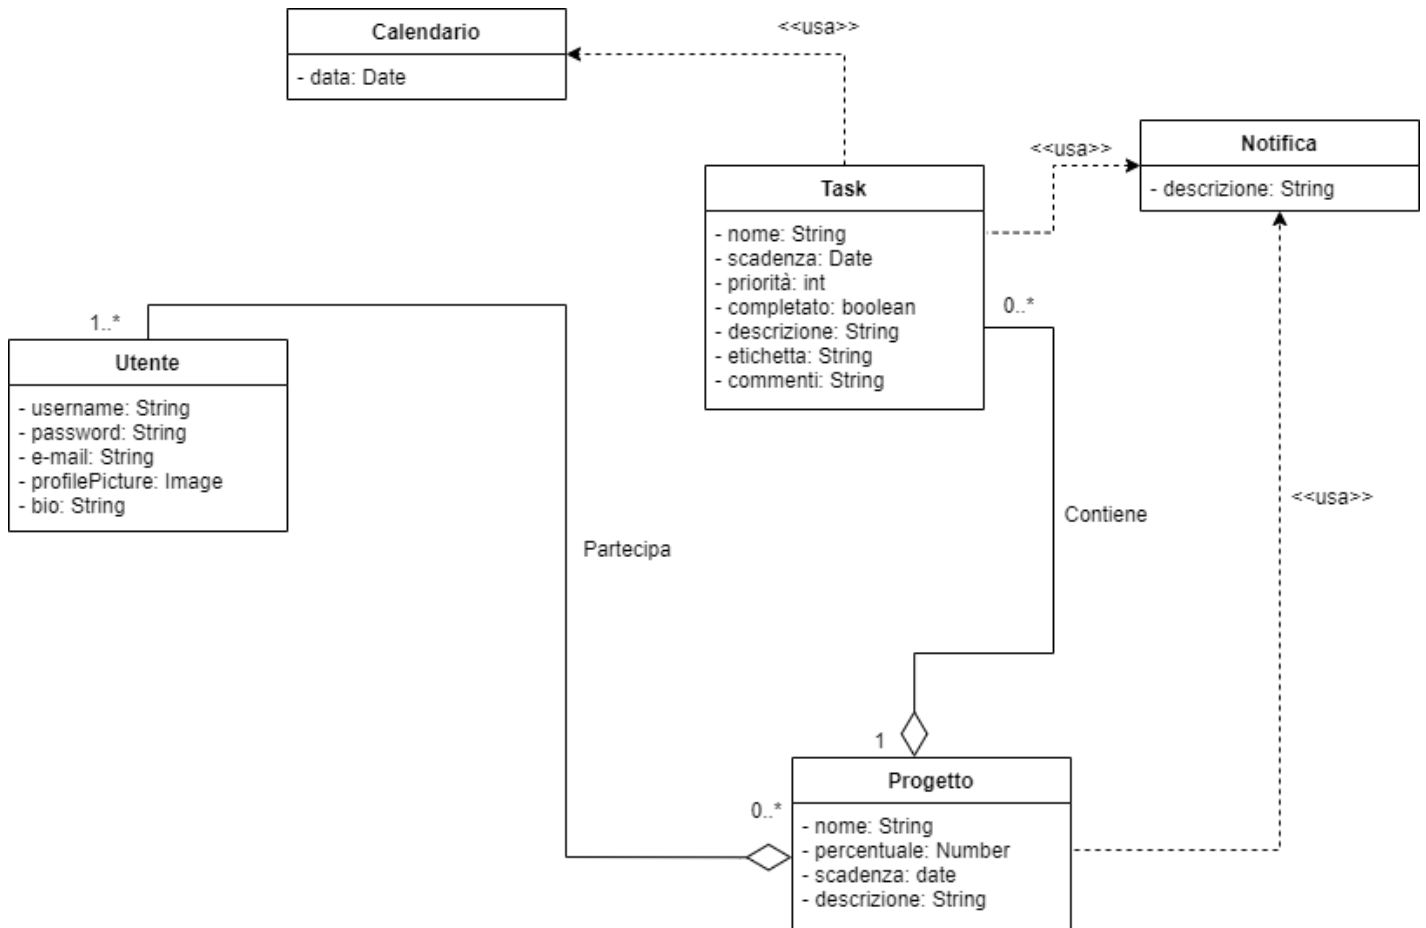 Calendario
- data: Date
<<usa>>
<<usa>>
Notifica
- descrizione: String
Task
- nome: String
- scadenza: Date
- priorità: int
- completato: boolean
- descrizione: String
- etichetta: String
- commenti: String
0..*
1..*
Utente
- username: String
- password: String
- e-mail: String
- profilePicture: Image
- bio: String
Partecipa
Contiene
<<usa>>
1
0..*
Progetto
- nome: String
- percentuale: Number
- scadenza: date
- descrizione: String